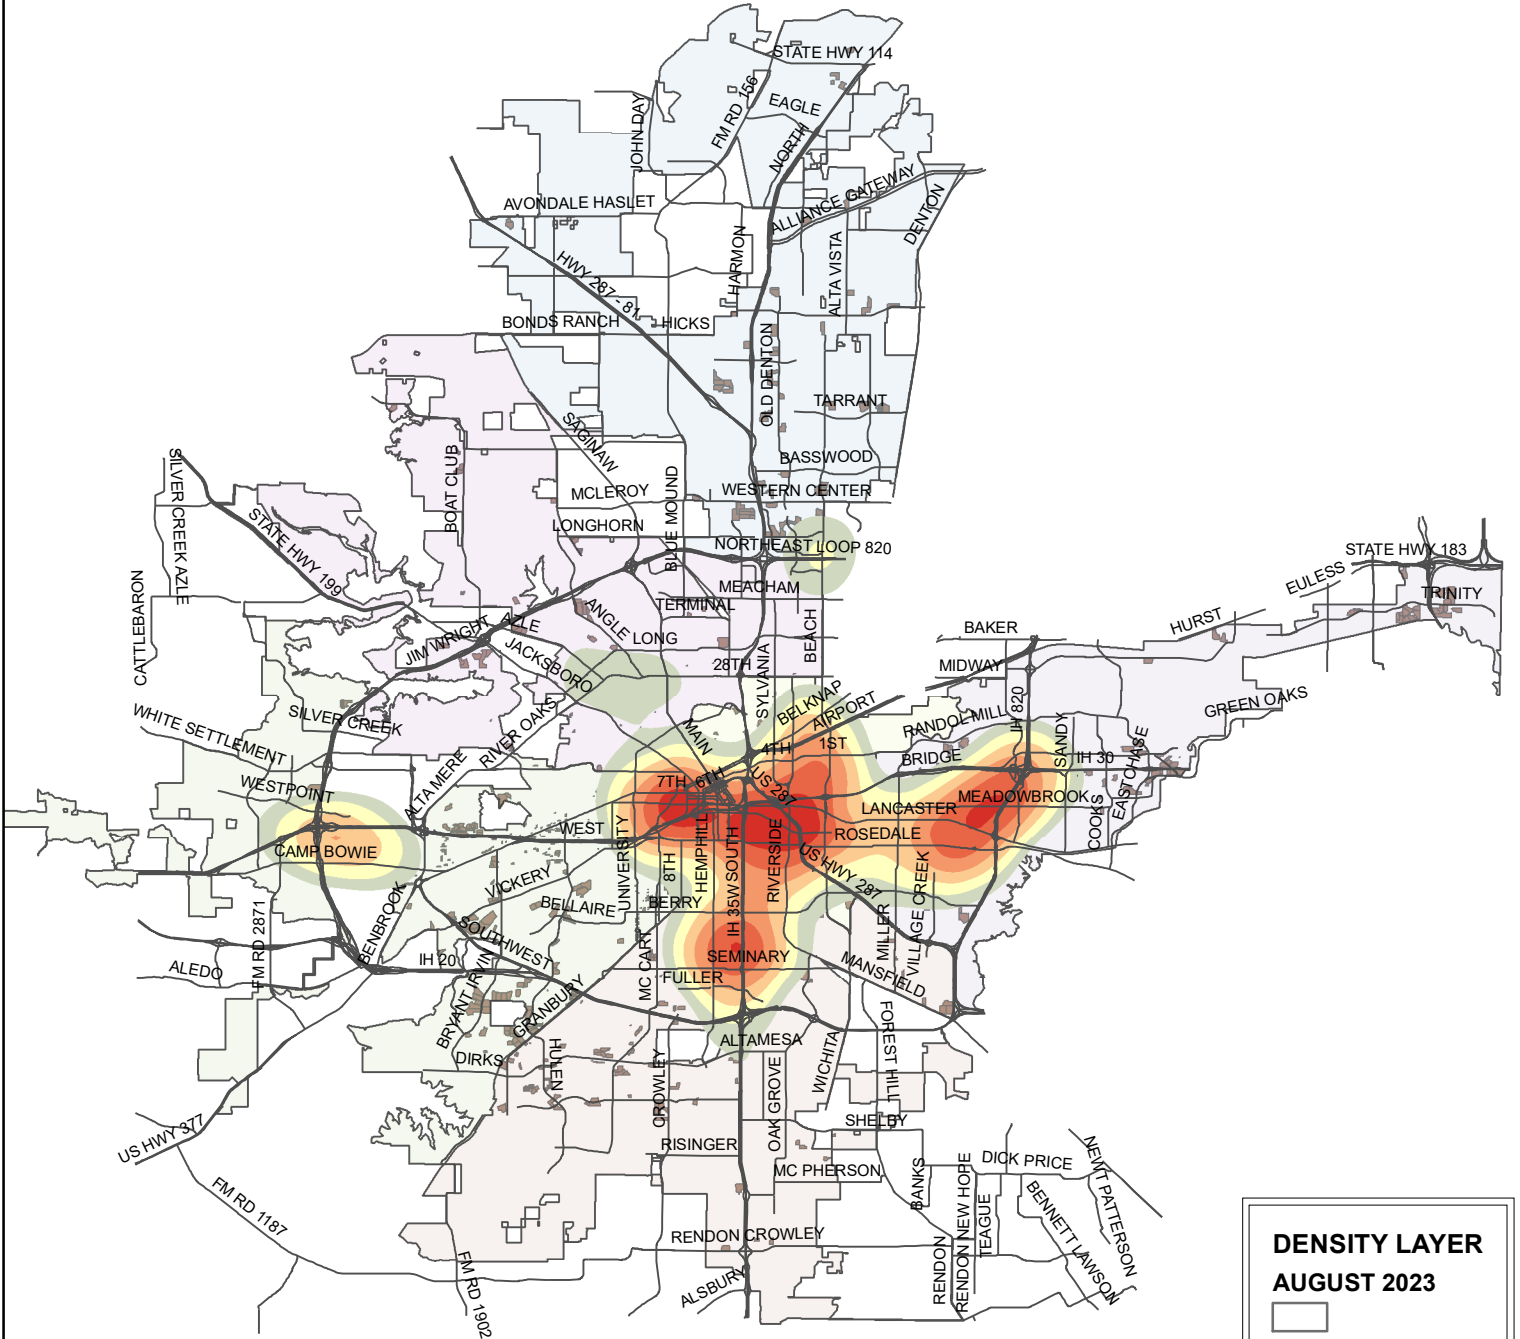 STATE HWY 114
FM RD 156
EAGLE
JOHN DAY
NORTH
AVONDALE HASLET
ALLIANCE GATEWAY
DENTON
HARMON
ALTA VISTA
HWY 287 - 81
BONDS RANCH
HICKS
OLD DENTON
TARRANT
SAGINAW
BASSWOOD
BOAT CLUB
MCLEROY
BLUE MOUND
WESTERN CENTER
SILVER CREEK AZLE
STATE HWY 199
LONGHORN
NORTHEAST LOOP 820
STATE HWY 183
EULESS
TRINITY
CATTLEBARON
MEACHAM
TERMINAL
ANGLE
AZLE
JIM WRIGHT
LONG
JACKSBORO
BEACH
BAKER
HURST
28TH
SYLVANIA
MIDWAY
GREEN OAKS
WHITE SETTLEMENT
SILVER CREEK
RIVER OAKS
MAIN
BELKNAP
AIRPORT
RANDOL MILL
IH 820
SANDY
EASTCHASE
4TH
1ST
BRIDGE
IH 30
WESTPOINT
ALTAMERE
7TH
6TH
US 287
MEADOWBROOK
LANCASTER
COOKS
WEST
UNIVERSITY
ROSEDALE
CAMP BOWIE
8TH
HEMPHILL
IH 35W SOUTH
RIVERSIDE
US HWY 287
VICKERY
BELLAIRE
BERRY
MILLER
VILLAGE CREEK
FM RD 2871
BENBROOK
SOUTHWEST
IH 20
ALEDO
MC CART
SEMINARY
FULLER
MANSFIELD
BRYANT IRVIN
GRANBURY
DIRKS
HULEN
ALTAMESA
CROWLEY
OAK GROVE
WICHITA
FOREST HILL
SHELBY
US HWY 377
RISINGER
MC PHERSON
BANKS
DICK PRICE
NEWT PATTERSON
RENDON NEW HOPE
TEAGUE
BENNETT LAWSON
FM RD 1187
RENDON CROWLEY
RENDON
FM RD 1902
ALSBURY
DENSITY LAYER
AUGUST 2023